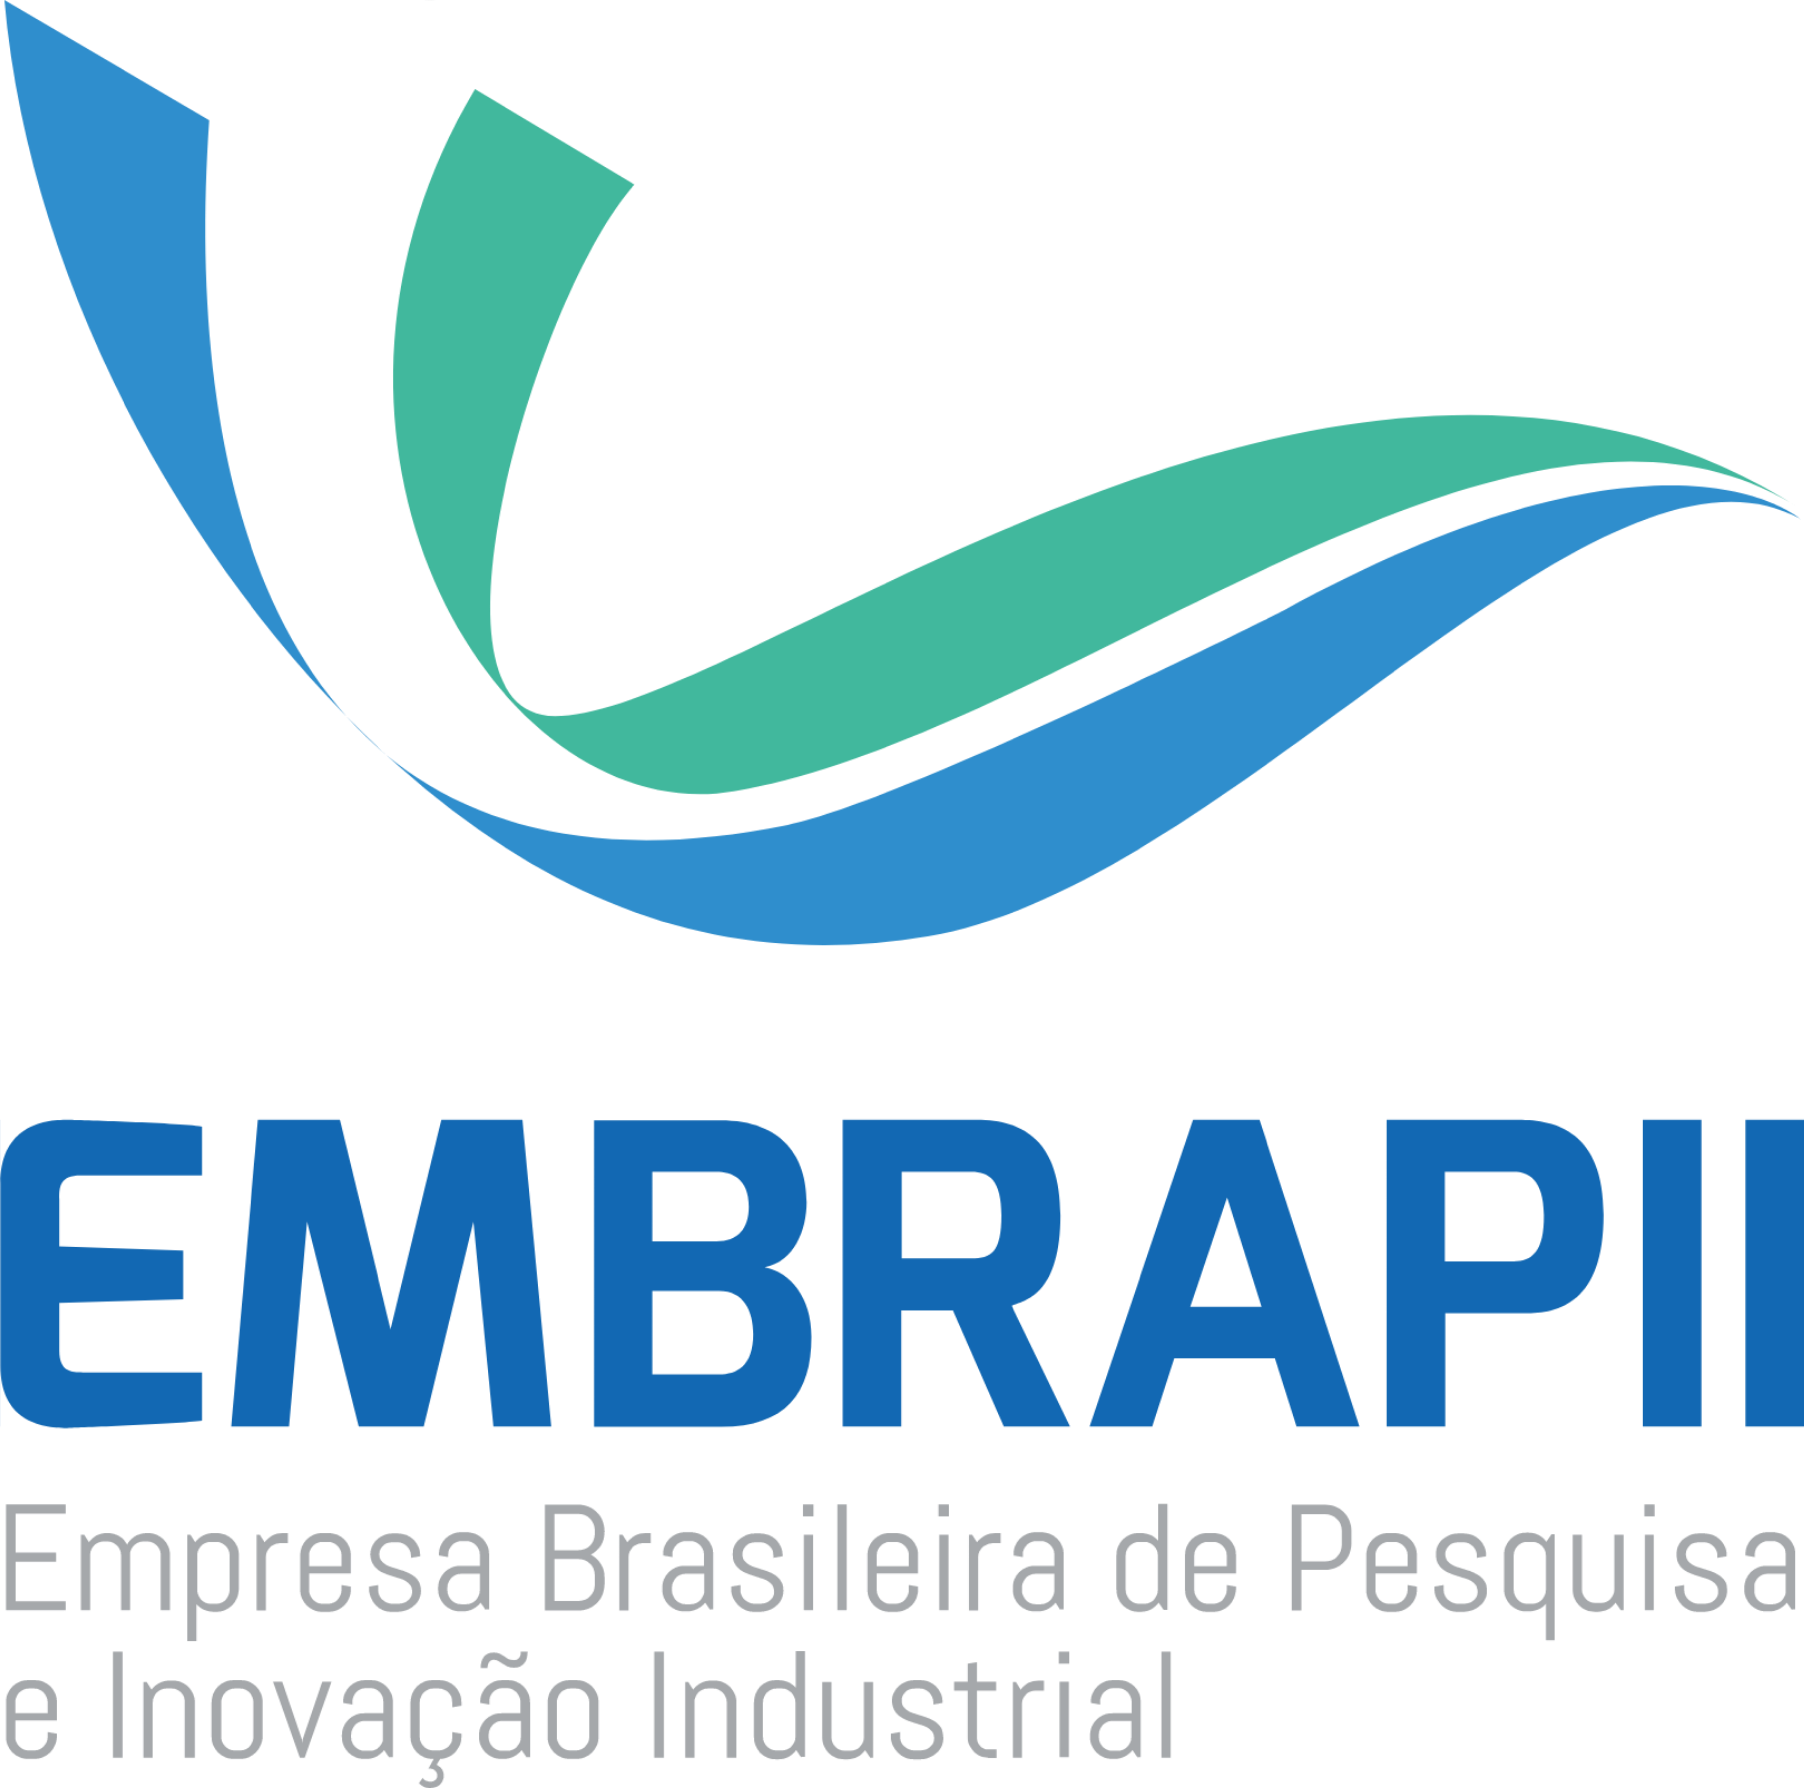 EMBRAPII
Empresa Brasileira de Pesquisa
e Inovação Industrial